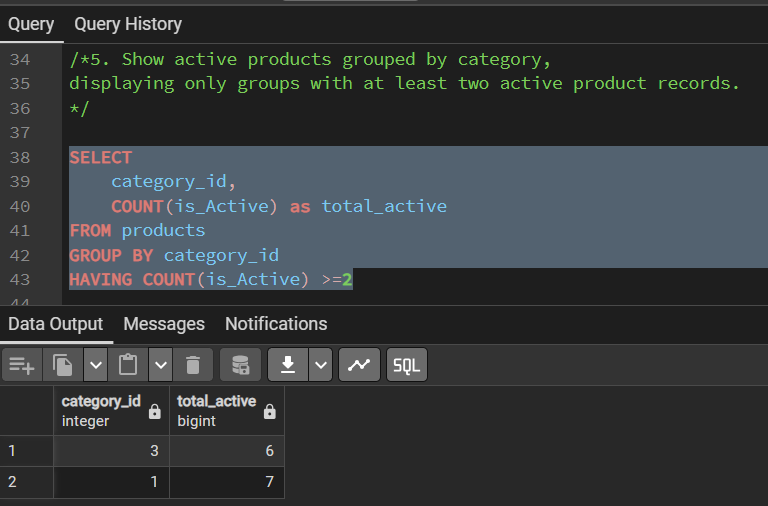 Query Query History
34 /*5. Show active products grouped by category,
35 displaying only groups with at least two active product records.
36 */
37
38 SELECT
39 category_id,
40 COUNT(is_Active) as total_active
41 FROM products
42 GROUP BY category_id
43 HAVING COUNT(is_Active) >=2
44
Data Output Messages Notifications
SQL
category_id total_active
integer bigint
1 3 6
2 1 7